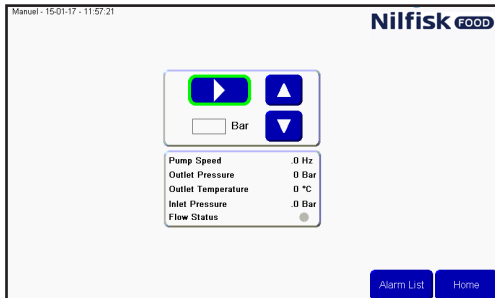 Manuel - 15-01-17 - 11:57:21
Nilfisk FOOD
Bar
Pump Speed .0 Hz
Outlet Pressure 0 Bar
Outlet Temperature 0 °C
Inlet Pressure .0 Bar
Flow Status
Alarm List Home